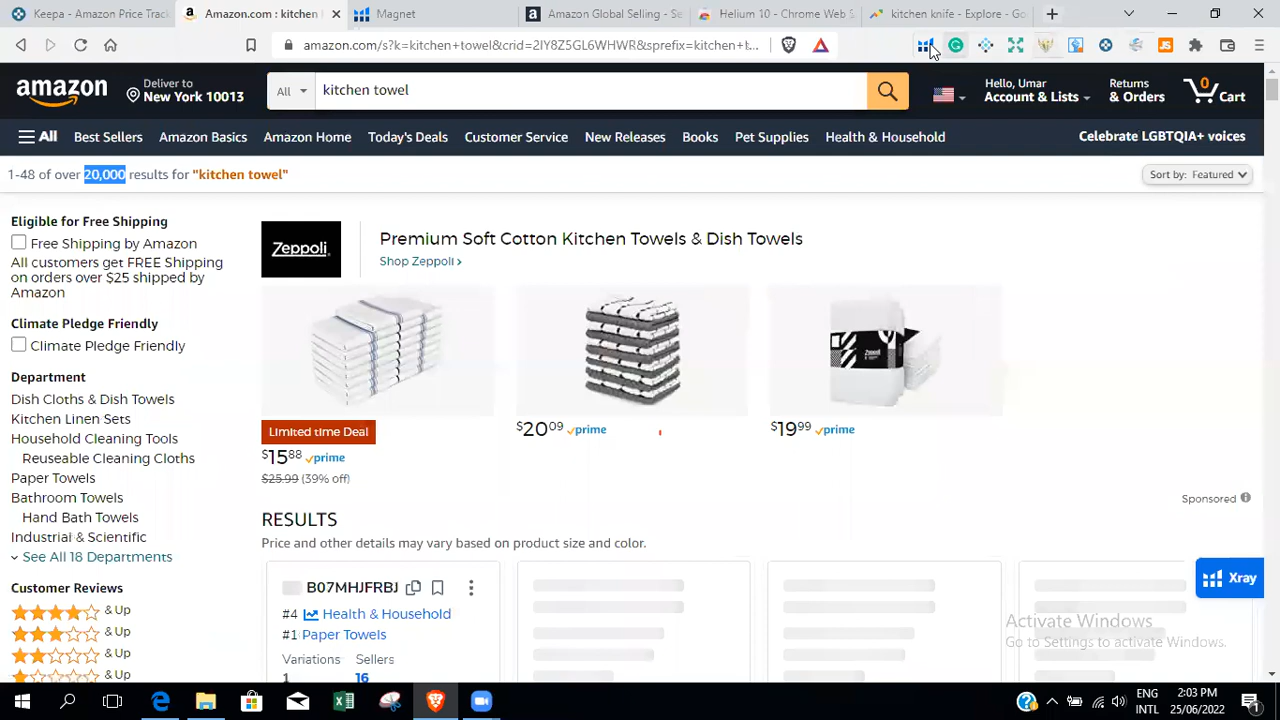 Keepa - Amazon Price Track
Amazon.com : kitchen
Magnet
Amazon Global Selling - Se
Helium 10 - Chrome Web S
kitchen knife - Explore - Go
amazon.com/s?k=kitchen+towel&crid=2IY8Z5GL6WHWR&sprefix=kitchen+t...
amazon
Deliver to
New York 10013
All
kitchen towel
Hello, Umar
Account & Lists
Returns
& Orders
0
Cart
All
Best Sellers
Amazon Basics
Amazon Home
Today's Deals
Customer Service
New Releases
Books
Pet Supplies
Health & Household
Celebrate LGBTQIA+ voices
1-48 of over 20,000 results for "kitchen towel"
Sort by: Featured
Eligible for Free Shipping
Free Shipping by Amazon
All customers get FREE Shipping
on orders over $25 shipped by
Amazon
Climate Pledge Friendly
Climate Pledge Friendly
Department
Dish Cloths & Dish Towels
Kitchen Linen Sets
Household Cleaning Tools
Reuseable Cleaning Cloths
Paper Towels
Bathroom Towels
Hand Bath Towels
Industrial & Scientific
See All 18 Departments
Customer Reviews
& Up
& Up
& Up
& Up
Zeppoli
Premium Soft Cotton Kitchen Towels & Dish Towels
Shop Zeppoli
Zeppoli
Limited time Deal
$15 88 prime
$25.99 (39% off)
$20 09 prime
$19 99 prime
Sponsored
RESULTS
Price and other details may vary based on product size and color.
B07MHJFRBJ
#4 Health & Household
#1 Paper Towels
Variations
Sellers
1
16
Xray
Activate Windows
Go to Settings to activate Windows.
ENG
INTL
2:03 PM
25/06/2022
1